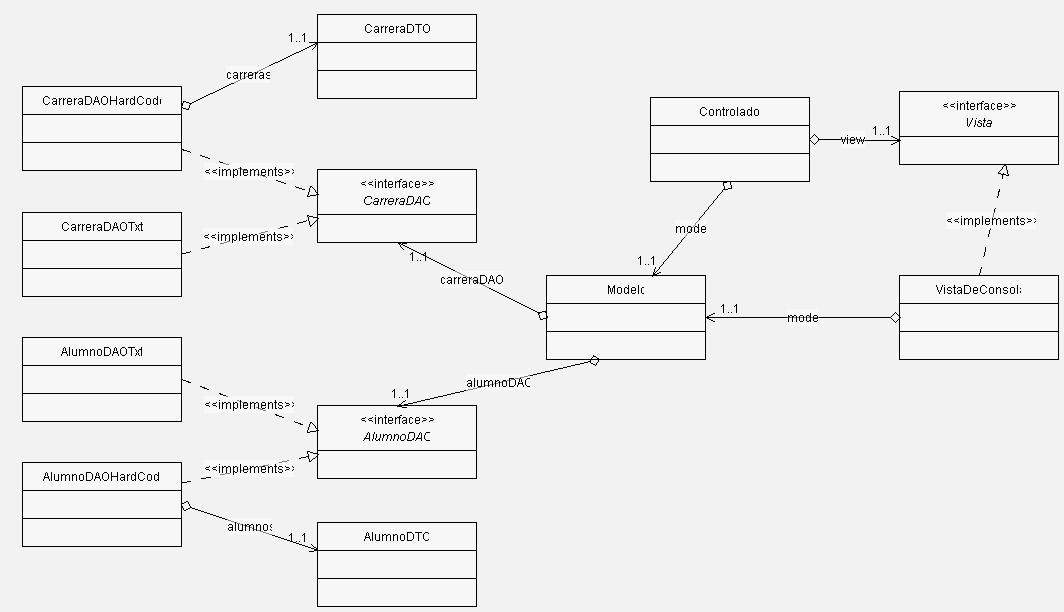 CarreraDTO
1..1
carreras
CarreraDAOHardCod
<<implements>>
<<interface>>
CarreraDAO
CarreraDAOTxt
<<implements>>
1..1
carreraDAO
Controlado
view
1..1
<<interface>>
Vista
<<implements>>
mode
1..1
Modelo
1..1
mode
VistaDeConsol
AlumnoDAOTxt
<<implements>>
1..1
alumnoDAO
<<interface>>
AlumnoDAO
<<implements>>
AlumnoDAOHardCod
alumnos
1..1
AlumnoDTO